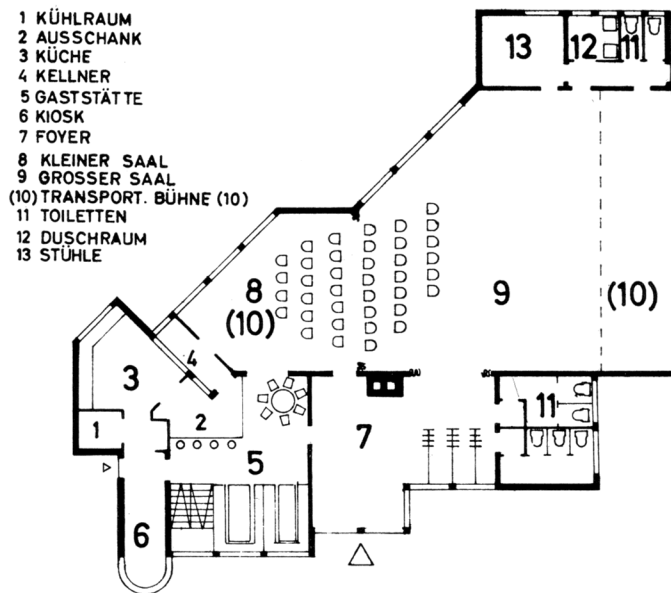 1 KÜHLRAUM
2 AUSSCHANK
3 KÜCHE
4 KELLNER
5 GASTSTÄTTE
6 KIOSK
7 FOYER
8 KLEINER SAAL
9 GROSSER SAAL
(10) TRANSPORT. BÜHNE (10)
11 TOILETTEN
12 DUSCHRAUM
13 STÜHLE
13
12
11
8
(10)
9
(10)
4
3
2
1
5
7
11
6